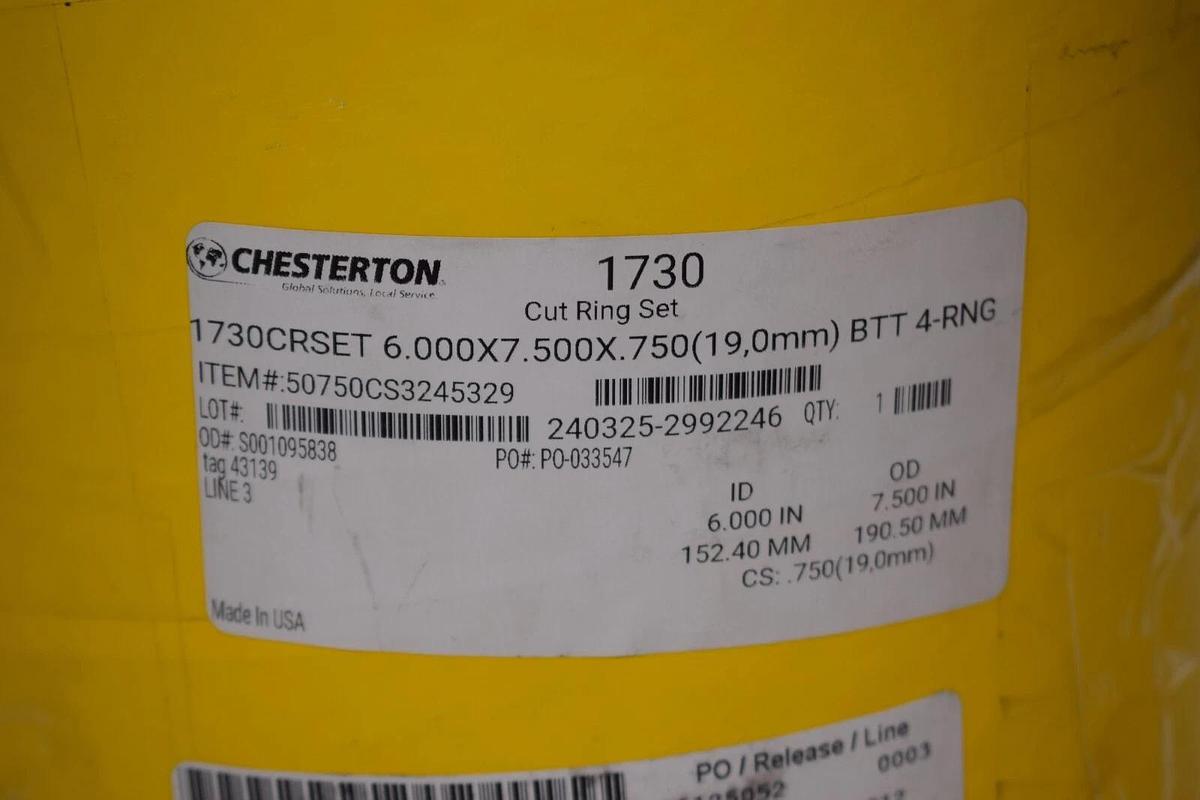 CHESTERTON
Global Solutions, Local Service.
1730
Cut Ring Set
1730CRSET 6.000X7.500X.750(19,0mm) BTT 4-RNG
ITEM#:50750CS3245329
LOT#: 240325-2992246 QTY: 1
OD#: S001095838 PO#: PO-033547
tag 43139
LINE 3
ID OD
6.000 IN 7.500 IN
152.40 MM 190.50 MM
CS: .750(19,0mm)
Made In USA
PO / Release / Line
0003